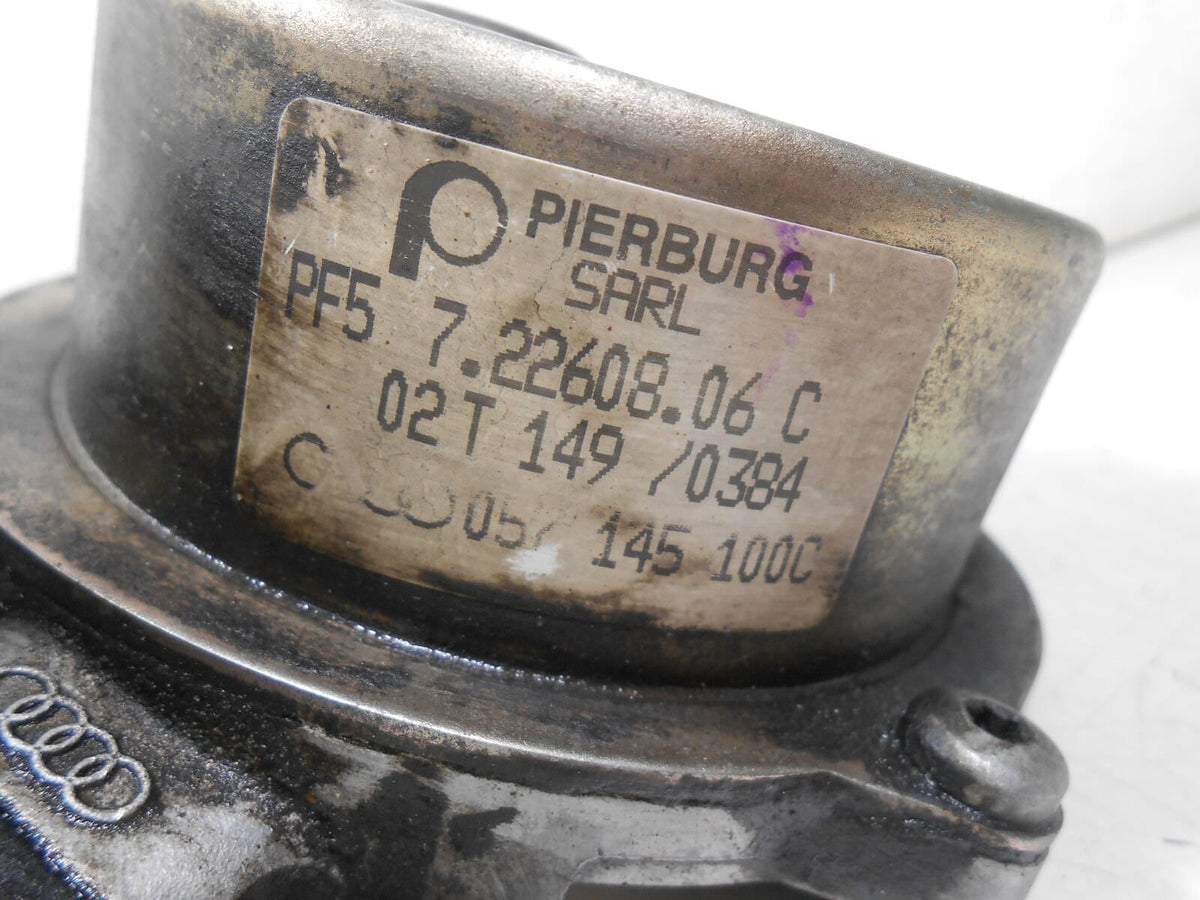 PIERBURG
SARL
PF5 7.22608.06 C
02T 149 /0384
C 145 100C